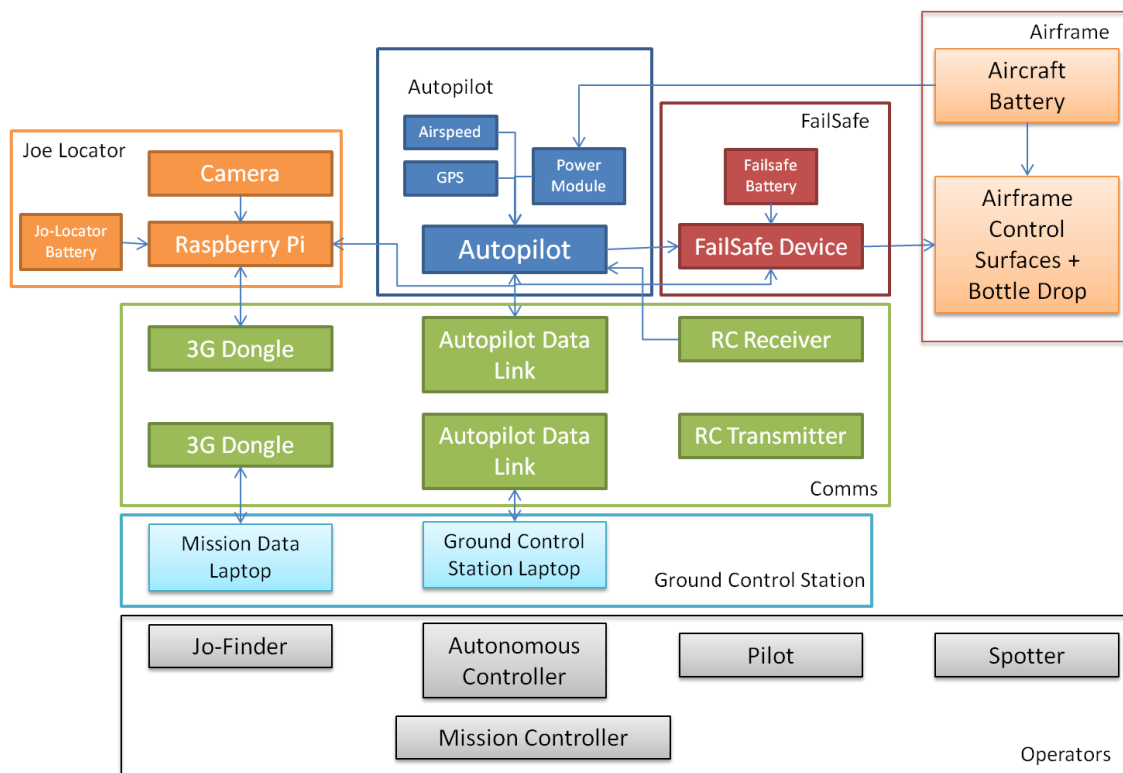 Airframe
Aircraft
Battery
Autopilot
Airspeed
GPS
Power
Module
FailSafe
Failsafe
Battery
Joe Locator
Camera
Jo-Locator
Battery
Raspberry Pi
Autopilot
FailSafe Device
Airframe
Control
Surfaces +
Bottle Drop
3G Dongle
Autopilot Data
Link
RC Receiver
3G Dongle
Autopilot Data
Link
RC Transmitter
Comms
Mission Data
Laptop
Ground Control
Station Laptop
Ground Control Station
Jo-Finder
Autonomous
Controller
Pilot
Spotter
Mission Controller
Operators